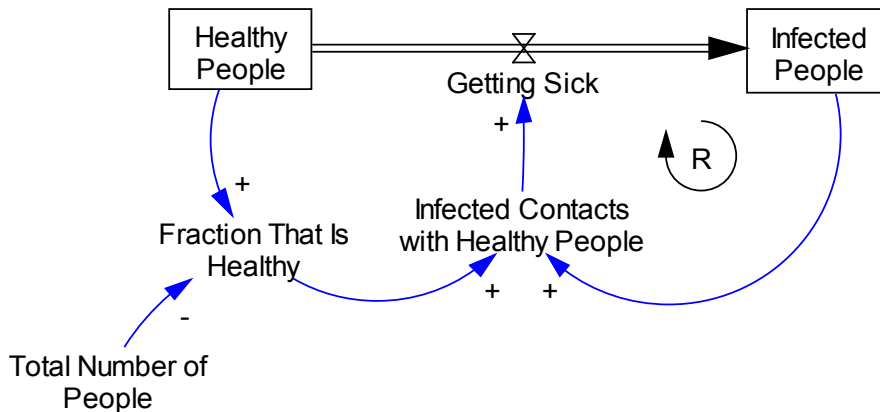 Healthy
People
Infected
People
Getting Sick
+
R
+
Infected Contacts
with Healthy People
Fraction That Is
Healthy
+
+
-
Total Number of
People